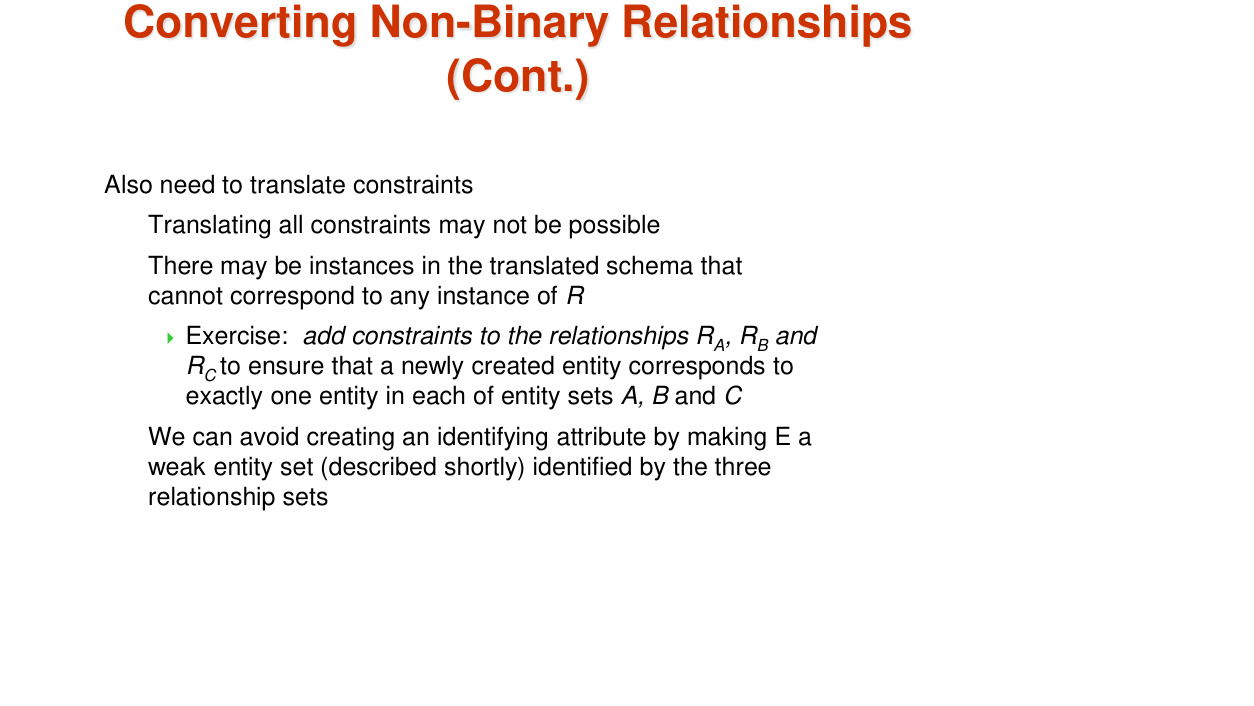 Converting Non-Binary Relationships
(Cont.)
Also need to translate constraints
Translating all constraints may not be possible
There may be instances in the translated schema that
cannot correspond to any instance of R
Exercise: add constraints to the relationships RA, RB and
RC to ensure that a newly created entity corresponds to
exactly one entity in each of entity sets A, B and C
We can avoid creating an identifying attribute by making E a
weak entity set (described shortly) identified by the three
relationship sets